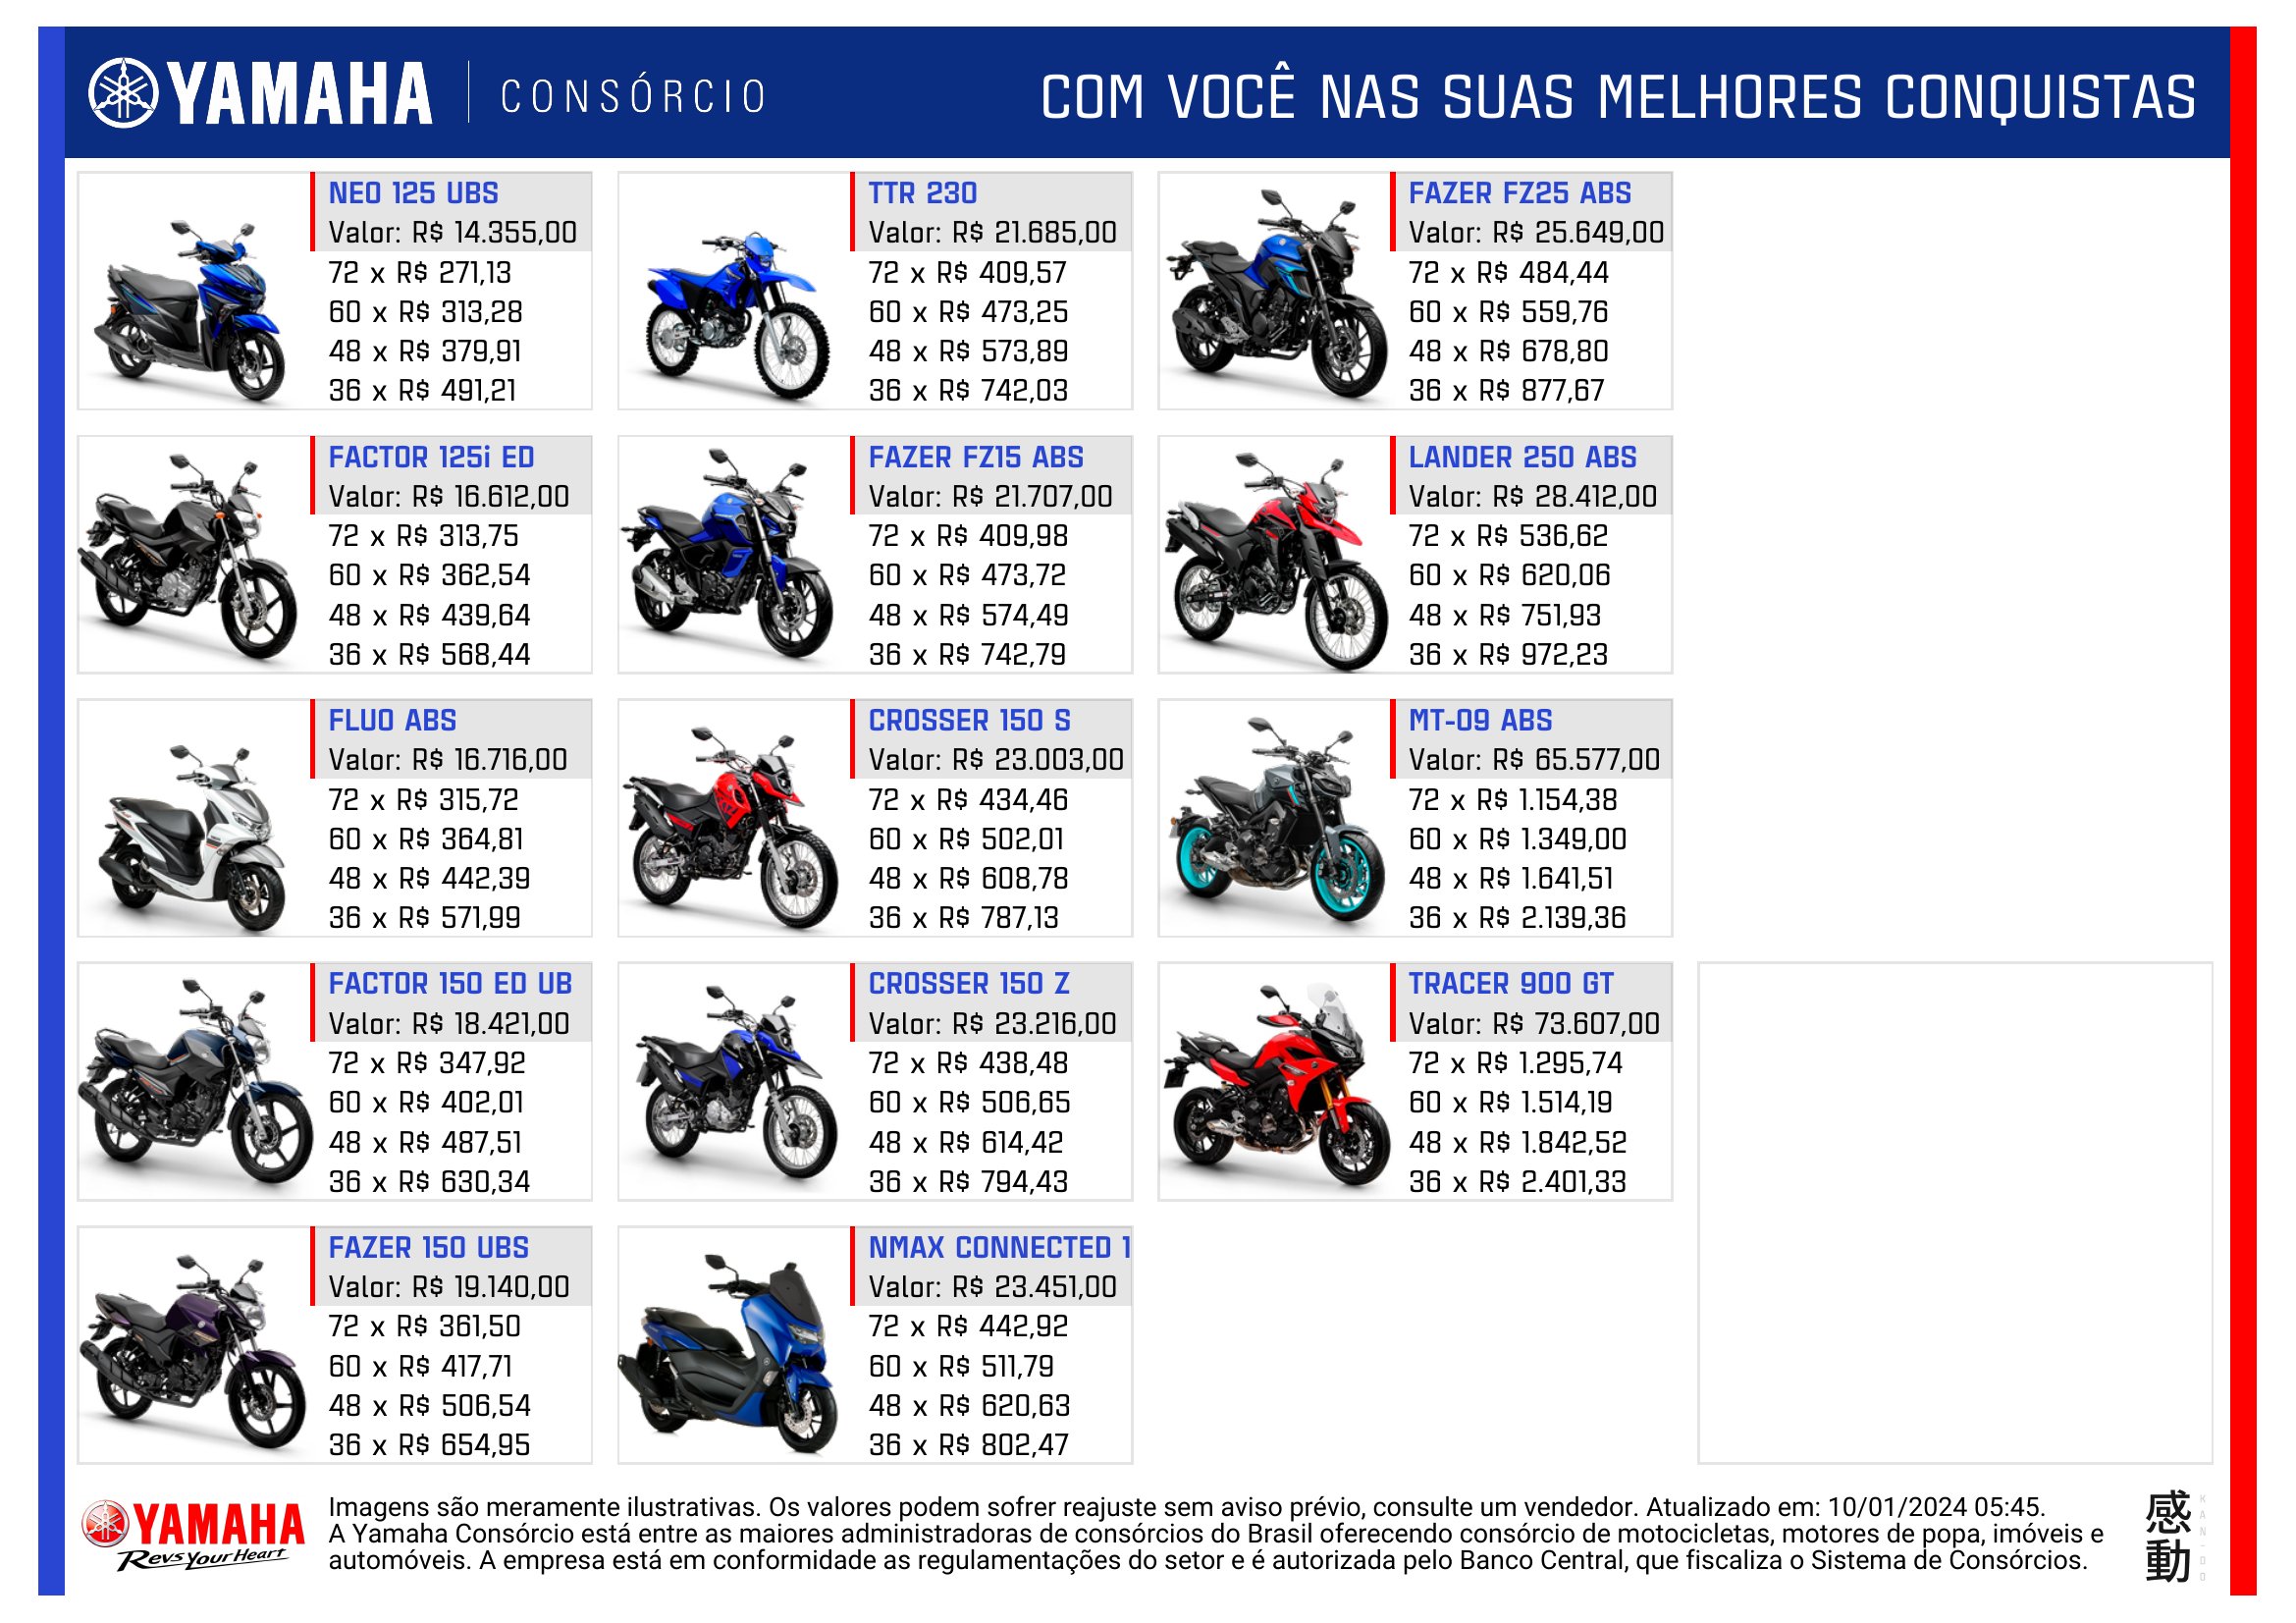 YAMAHA CONSÓRCIO
COM VOCÊ NAS SUAS MELHORES CONQUISTAS
NEO 125 UBS
Valor: R$ 14.355,00
72 x R$ 271,13
60 x R$ 313,28
48 x R$ 379,91
36 x R$ 491,21
TTR 230
Valor: R$ 21.685,00
72 x R$ 409,57
60 x R$ 473,25
48 x R$ 573,89
36 x R$ 742,03
FAZER FZ25 ABS
Valor: R$ 25.649,00
72 x R$ 484,44
60 x R$ 559,76
48 x R$ 678,80
36 x R$ 877,67
FACTOR 125i ED
Valor: R$ 16.612,00
72 x R$ 313,75
60 x R$ 362,54
48 x R$ 439,64
36 x R$ 568,44
FAZER FZ15 ABS
Valor: R$ 21.707,00
72 x R$ 409,98
60 x R$ 473,72
48 x R$ 574,49
36 x R$ 742,79
LANDER 250 ABS
Valor: R$ 28.412,00
72 x R$ 536,62
60 x R$ 620,06
48 x R$ 751,93
36 x R$ 972,23
FLUO ABS
Valor: R$ 16.716,00
72 x R$ 315,72
60 x R$ 364,81
48 x R$ 442,39
36 x R$ 571,99
CROSSER 150 S
Valor: R$ 23.003,00
72 x R$ 434,46
60 x R$ 502,01
48 x R$ 608,78
36 x R$ 787,13
MT-09 ABS
Valor: R$ 65.577,00
72 x R$ 1.154,38
60 x R$ 1.349,00
48 x R$ 1.641,51
36 x R$ 2.139,36
FACTOR 150 ED UB
Valor: R$ 18.421,00
72 x R$ 347,92
60 x R$ 402,01
48 x R$ 487,51
36 x R$ 630,34
CROSSER 150 Z
Valor: R$ 23.216,00
72 x R$ 438,48
60 x R$ 506,65
48 x R$ 614,42
36 x R$ 794,43
TRACER 900 GT
Valor: R$ 73.607,00
72 x R$ 1.295,74
60 x R$ 1.514,19
48 x R$ 1.842,52
36 x R$ 2.401,33
FAZER 150 UBS
Valor: R$ 19.140,00
72 x R$ 361,50
60 x R$ 417,71
48 x R$ 506,54
36 x R$ 654,95
NMAX CONNECTED 1
Valor: R$ 23.451,00
72 x R$ 442,92
60 x R$ 511,79
48 x R$ 620,63
36 x R$ 802,47
YAMAHA
Revs Your Heart
Imagens são meramente ilustrativas. Os valores podem sofrer reajuste sem aviso prévio, consulte um vendedor. Atualizado em: 10/01/2024 05:45.
A Yamaha Consórcio está entre as maiores administradoras de consórcios do Brasil oferecendo consórcio de motocicletas, motores de popa, imóveis e
automóveis. A empresa está em conformidade as regulamentações do setor e é autorizada pelo Banco Central, que fiscaliza o Sistema de Consórcios.
感動
KAN-DO